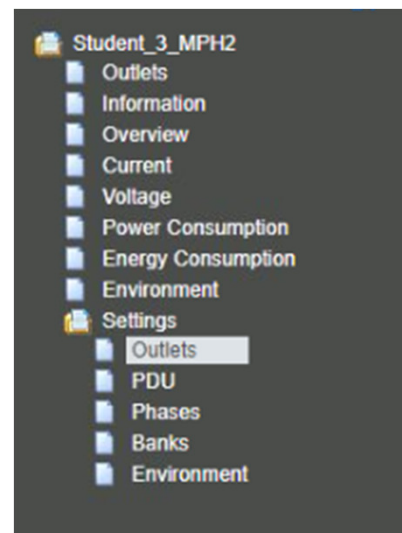 Student_3_MPH2
Outlets
Information
Overview
Current
Voltage
Power Consumption
Energy Consumption
Environment
Settings
Outlets
PDU
Phases
Banks
Environment